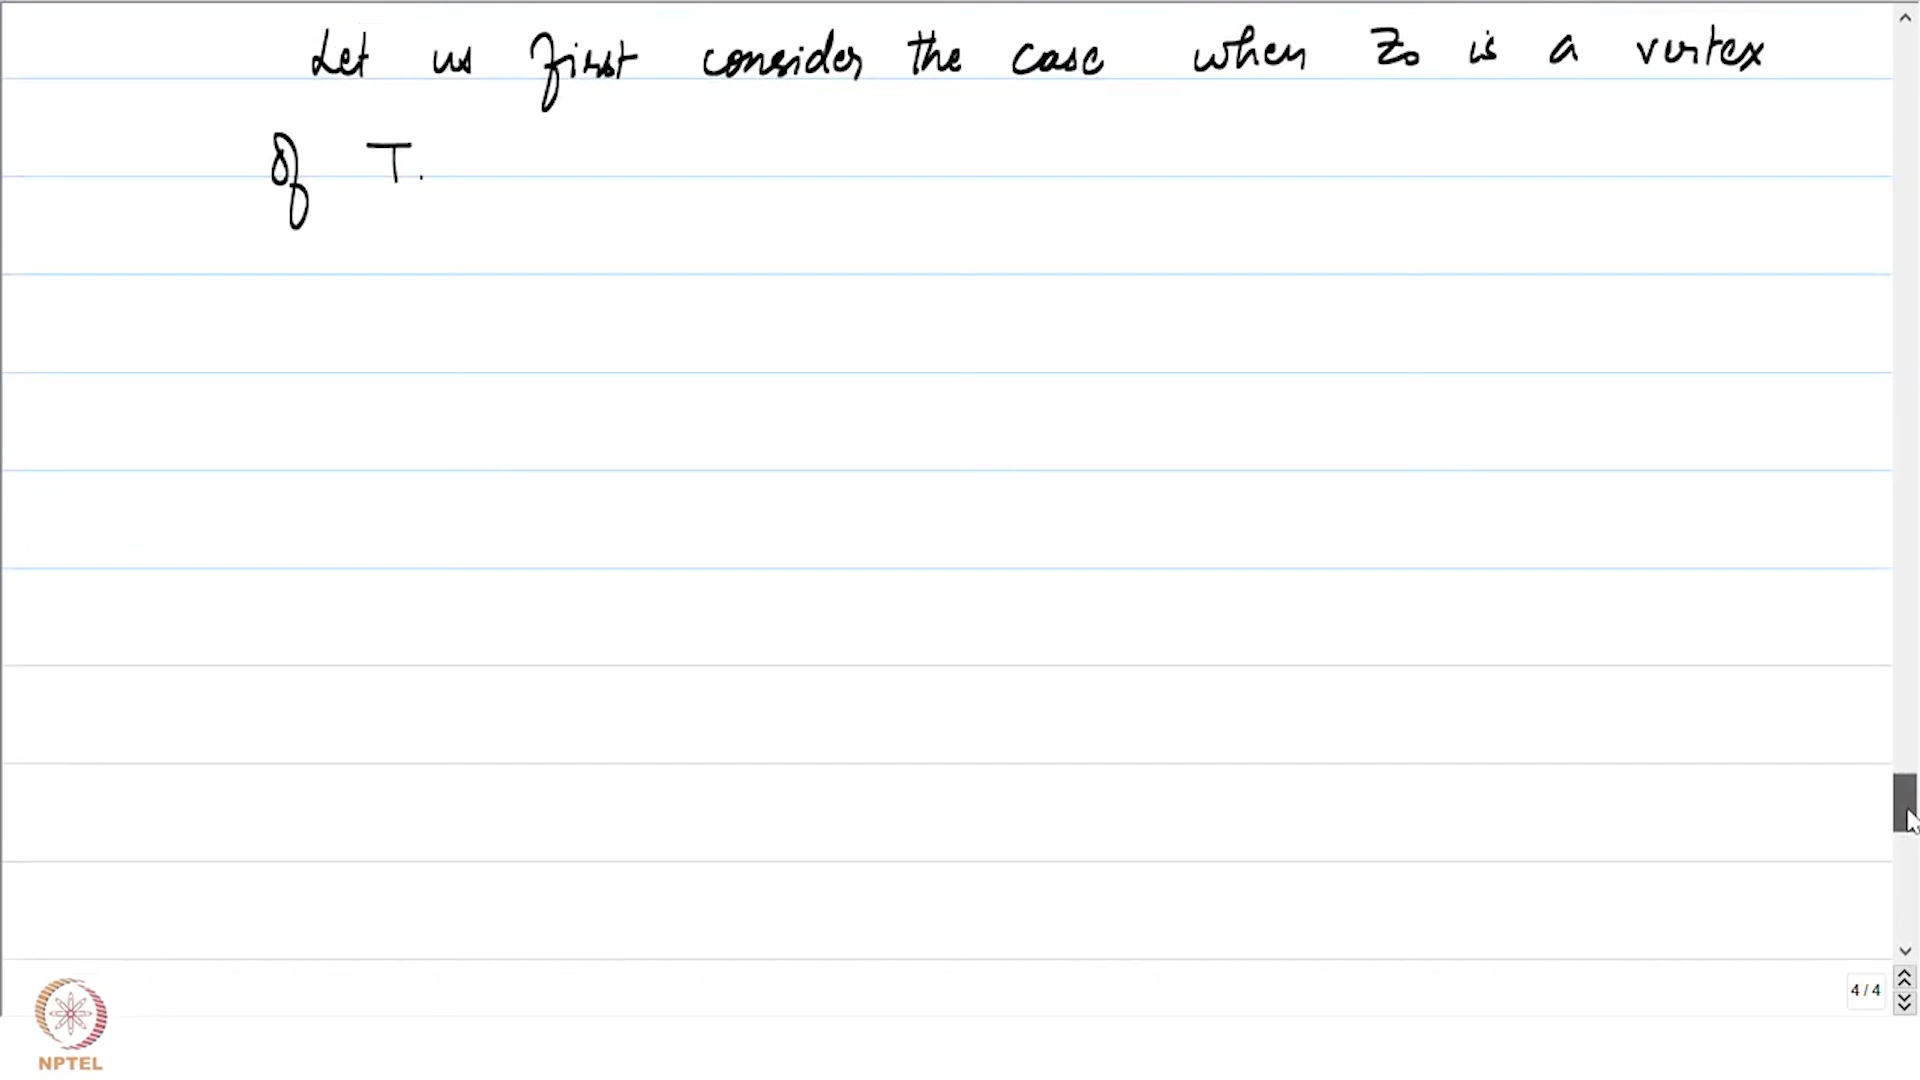 Let us first consider the case when z₀ is a vertex
of T.
4 / 4
NPTEL